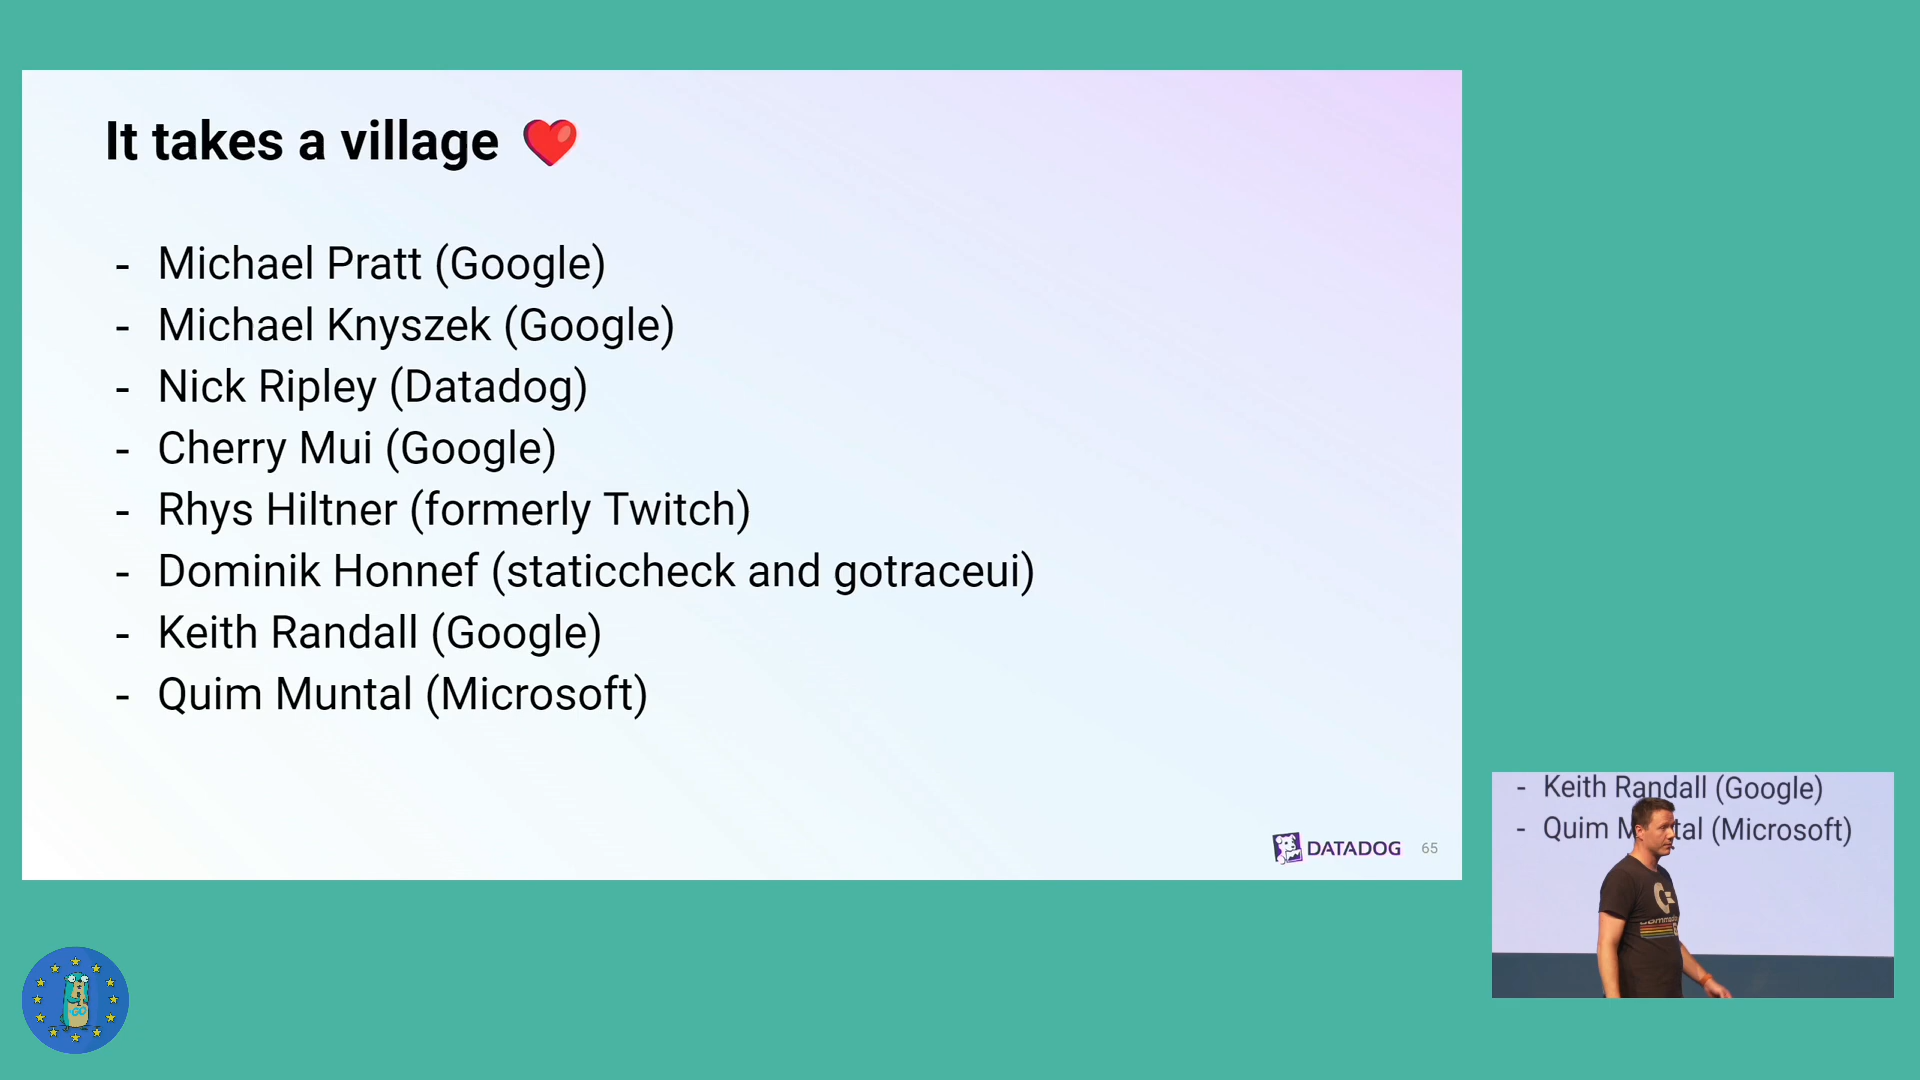 It takes a village ❤️
- Michael Pratt (Google)
- Michael Knyszek (Google)
- Nick Ripley (Datadog)
- Cherry Mui (Google)
- Rhys Hiltner (formerly Twitch)
- Dominik Honnef (staticcheck and gotraceui)
- Keith Randall (Google)
- Quim Muntal (Microsoft)
DATADOG 65
- Keith Randall (Google)
- Quim M tal (Microsoft)
GO